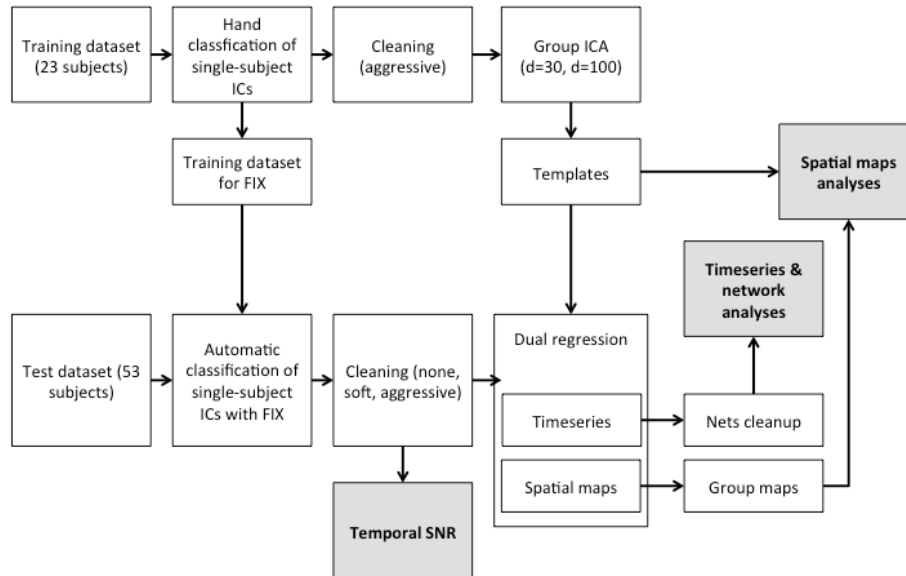 Training dataset
(23 subjects)
Hand
classfication of
single-subject
ICs
Cleaning
(aggressive)
Group ICA
(d=30, d=100)
Training dataset
for FIX
Templates
Spatial maps
analyses
Timeseries &
network
analyses
Test dataset (53
subjects)
Automatic
classification of
single-subject
ICs with FIX
Cleaning (none,
soft, aggressive)
Dual regression
Timeseries
Nets cleanup
Spatial maps
Group maps
Temporal SNR